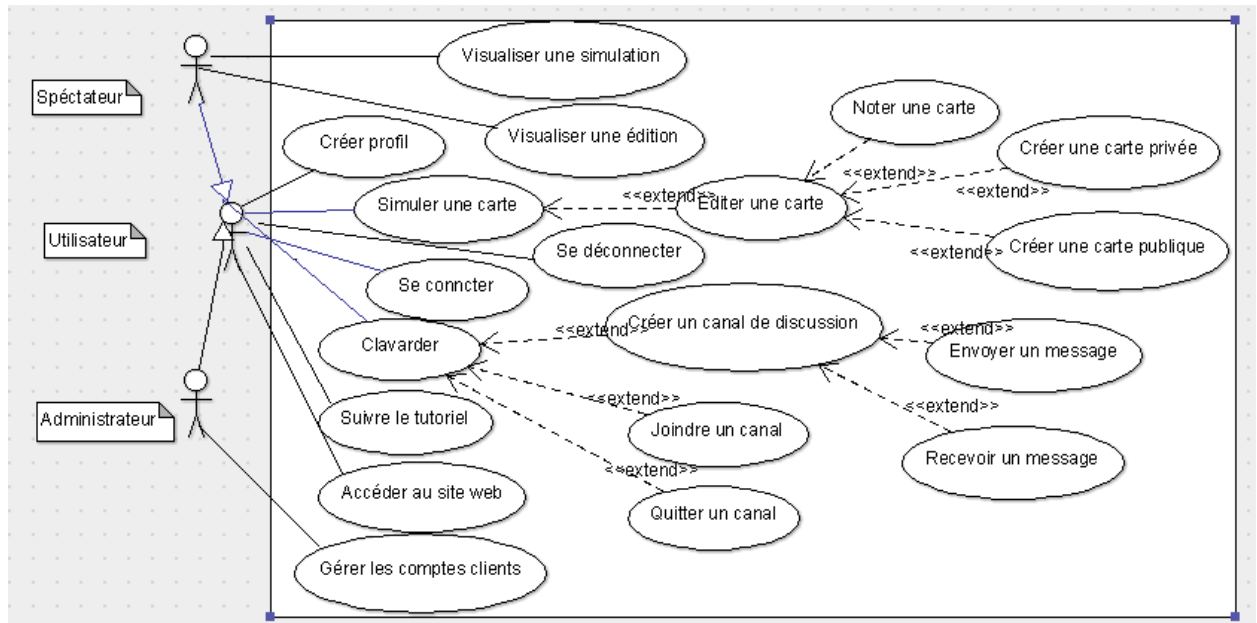 Visualiser une simulation
Spéctateur
Noter une carte
Visualiser une édition
Créer profil
Créer une carte privée
<<extend>>
<<extend>>
Simuler une carte
<<extend>>
Editer une carte
Utilisateur
Se déconnecter
Créer une carte publique
<<extend>>
Se conncter
Créer un canal de discussion
<<extend>>
<<extend>>
Clavarder
Envoyer un message
<<extend>>
<<extend>>
Administrateur
Suivre le tutoriel
Joindre un canal
Recevoir un message
<<extend>>
Accéder au site web
Quitter un canal
Gérer les comptes clients